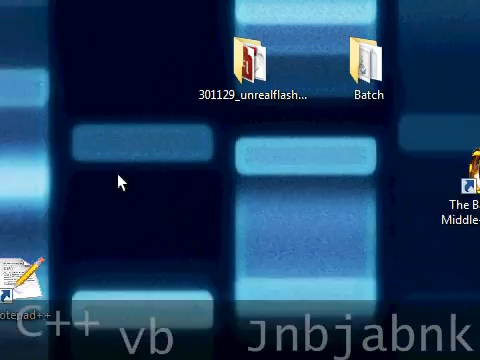 301129_unrealflash...
Batch
The B
Middle-
otepad++
C++
vb
Jnbjabnk